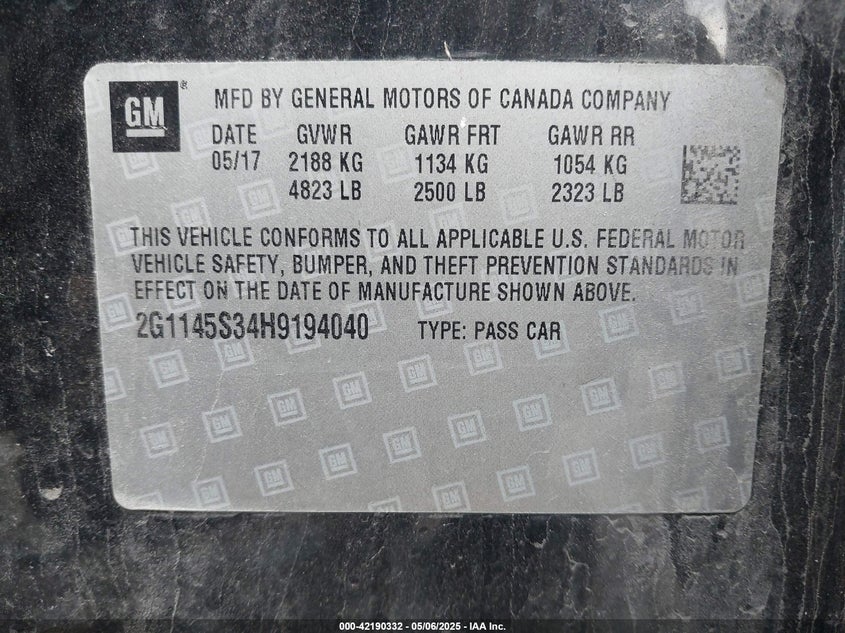 GM
MFD BY GENERAL MOTORS OF CANADA COMPANY
DATE GVWR GAWR FRT GAWR RR
05/17 2188 KG 1134 KG 1054 KG
4823 LB 2500 LB 2323 LB
THIS VEHICLE CONFORMS TO ALL APPLICABLE U.S. FEDERAL MOTOR
VEHICLE SAFETY, BUMPER, AND THEFT PREVENTION STANDARDS IN
EFFECT ON THE DATE OF MANUFACTURE SHOWN ABOVE.
2G1145S34H9194040 TYPE: PASS CAR
000-42190332 - 05/06/2025 - IAA Inc.